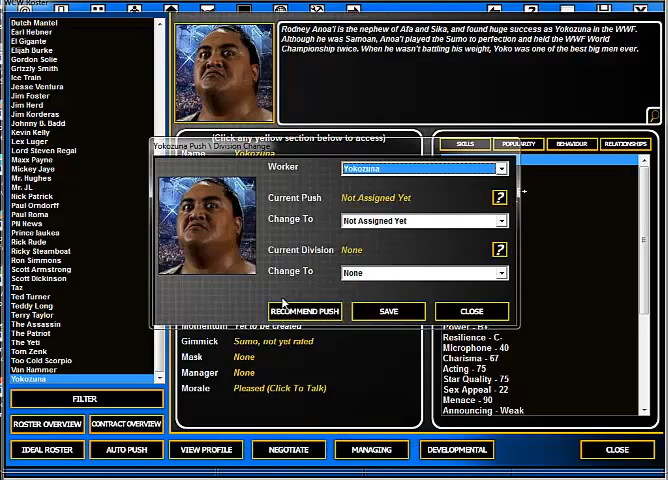 WCW Roster
Dutch Mantel
Earl Hebner
El Gigante
Elijah Burke
Gordon Solie
Grizzly Smith
Ice Train
Jesse Ventura
Jim Foster
Jim Herd
Jim Korderas
Johnny B. Badd
Kevin Kelly
Lex Luger
Lord Steven Regal
Maxx Payne
Mickey Jaye
Mr. Hughes
Mr. JL
Nick Patrick
Paul Orndorff
Paul Roma
PN News
Prince Iaukea
Rick Rude
Ricky Steamboat
Ron Simmons
Scott Armstrong
Scott Dickinson
Taz
Ted Turner
Teddy Long
Terry Taylor
The Assassin
The Patriot
The Yeti
Tom Zenk
Too Cold Scorpio
Van Hammer
Yokozuna
FILTER
ROSTER OVERVIEW
CONTRACT OVERVIEW
IDEAL ROSTER
AUTO PUSH
VIEW PROFILE
NEGOTIATE
MANAGING
DEVELOPMENTAL
CLOSE
Rodney Anoa'i is the nephew of Afa and Sika, and found huge success as Yokozuna in the WWF.
Although he was Samoan, Anoa'i played the Sumo to perfection and held the WWF World
Championship twice. When he wasn't battling his weight, Yoko was one of the best big men ever.
(Click any yellow section below to access)
Name Yokozuna
SKILLS
POPULARITY
BEHAVIOUR
RELATIONSHIPS
Yokozuna Push \ Division Change
Worker
Yokozuna
Current Push
Not Assigned Yet
?
Change To
Not Assigned Yet
Current Division
None
?
Change To
None
RECOMMEND PUSH
SAVE
CLOSE
Momentum Yet to be created
Gimmick Sumo, not yet rated
Mask None
Manager None
Morale Pleased (Click To Talk)
Power - B+
Resilience - C-
Microphone - 40
Charisma - 67
Acting - 75
Star Quality - 75
Sex Appeal - 22
Menace - 90
Announcing - Weak